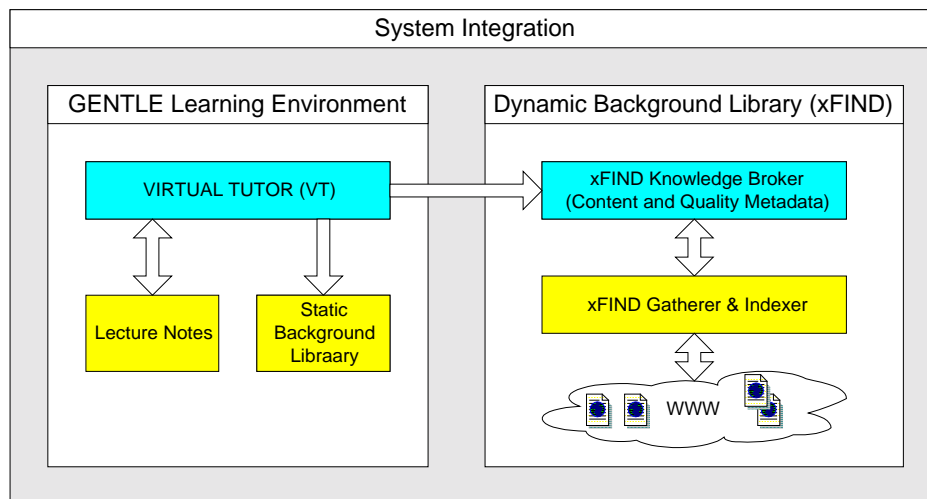 System Integration
GENTLE Learning Environment
VIRTUAL TUTOR (VT)
Lecture Notes
Static
Background
Libraary
Dynamic Background Library (xFIND)
xFIND Knowledge Broker
(Content and Quality Metadata)
xFIND Gatherer & Indexer
WWW